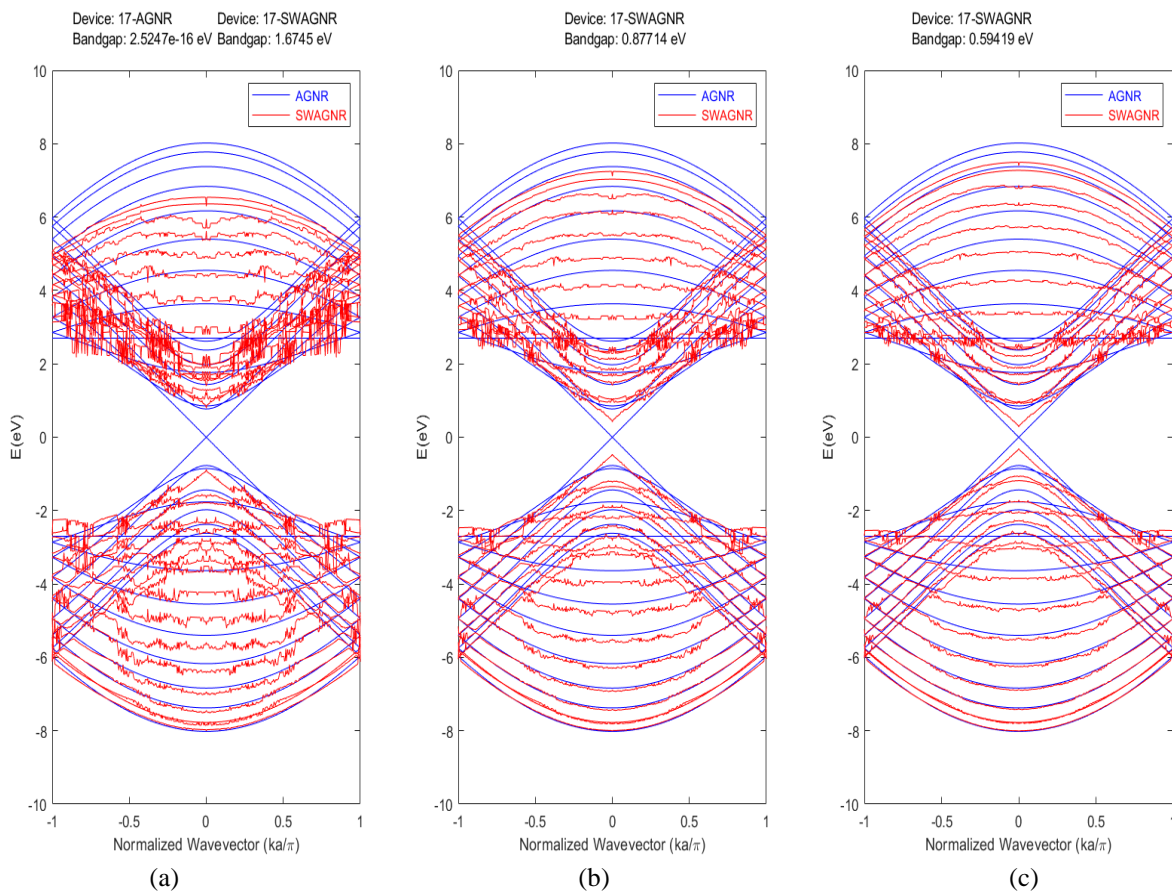 Device: 17-AGNR Device: 17-SWAGNR
Bandgap: 2.5247e-16 eV Bandgap: 1.6745 eV
10
8
6
4
2
0
-2
-4
-6
-8
-10
E(eV)
AGNR
SWAGNR
-1 -0.5 0 0.5 1
Normalized Wavevector (ka/π)
(a)
Device: 17-SWAGNR
Bandgap: 0.87714 eV
10
8
6
4
2
0
-2
-4
-6
-8
-10
E(eV)
AGNR
SWAGNR
-1 -0.5 0 0.5 1
Normalized Wavevector (ka/π)
(b)
Device: 17-SWAGNR
Bandgap: 0.59419 eV
10
8
6
4
2
0
-2
-4
-6
-8
-10
E(eV)
AGNR
SWAGNR
-1 -0.5 0 0.5 1
Normalized Wavevector (ka/π)
(c)